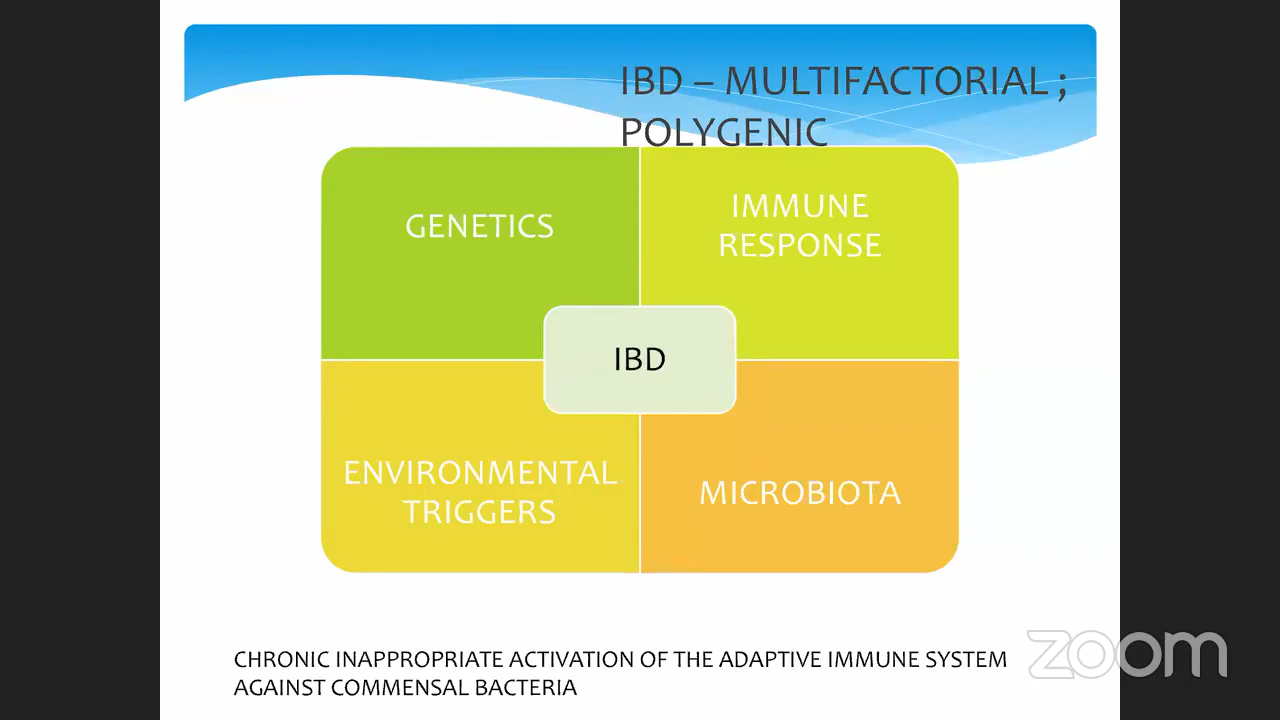 IBD – MULTIFACTORIAL ;
POLYGENIC
GENETICS
IMMUNE
RESPONSE
IBD
ENVIRONMENTAL
TRIGGERS
MICROBIOTA
CHRONIC INAPPROPRIATE ACTIVATION OF THE ADAPTIVE IMMUNE SYSTEM
AGAINST COMMENSAL BACTERIA
zoom